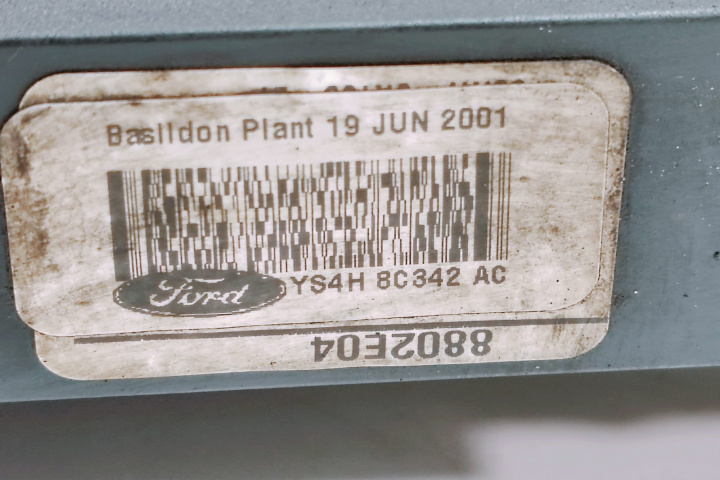 Basildon Plant 19 JUN 2001
Ford
YS4H 8C342 AC
8802E04